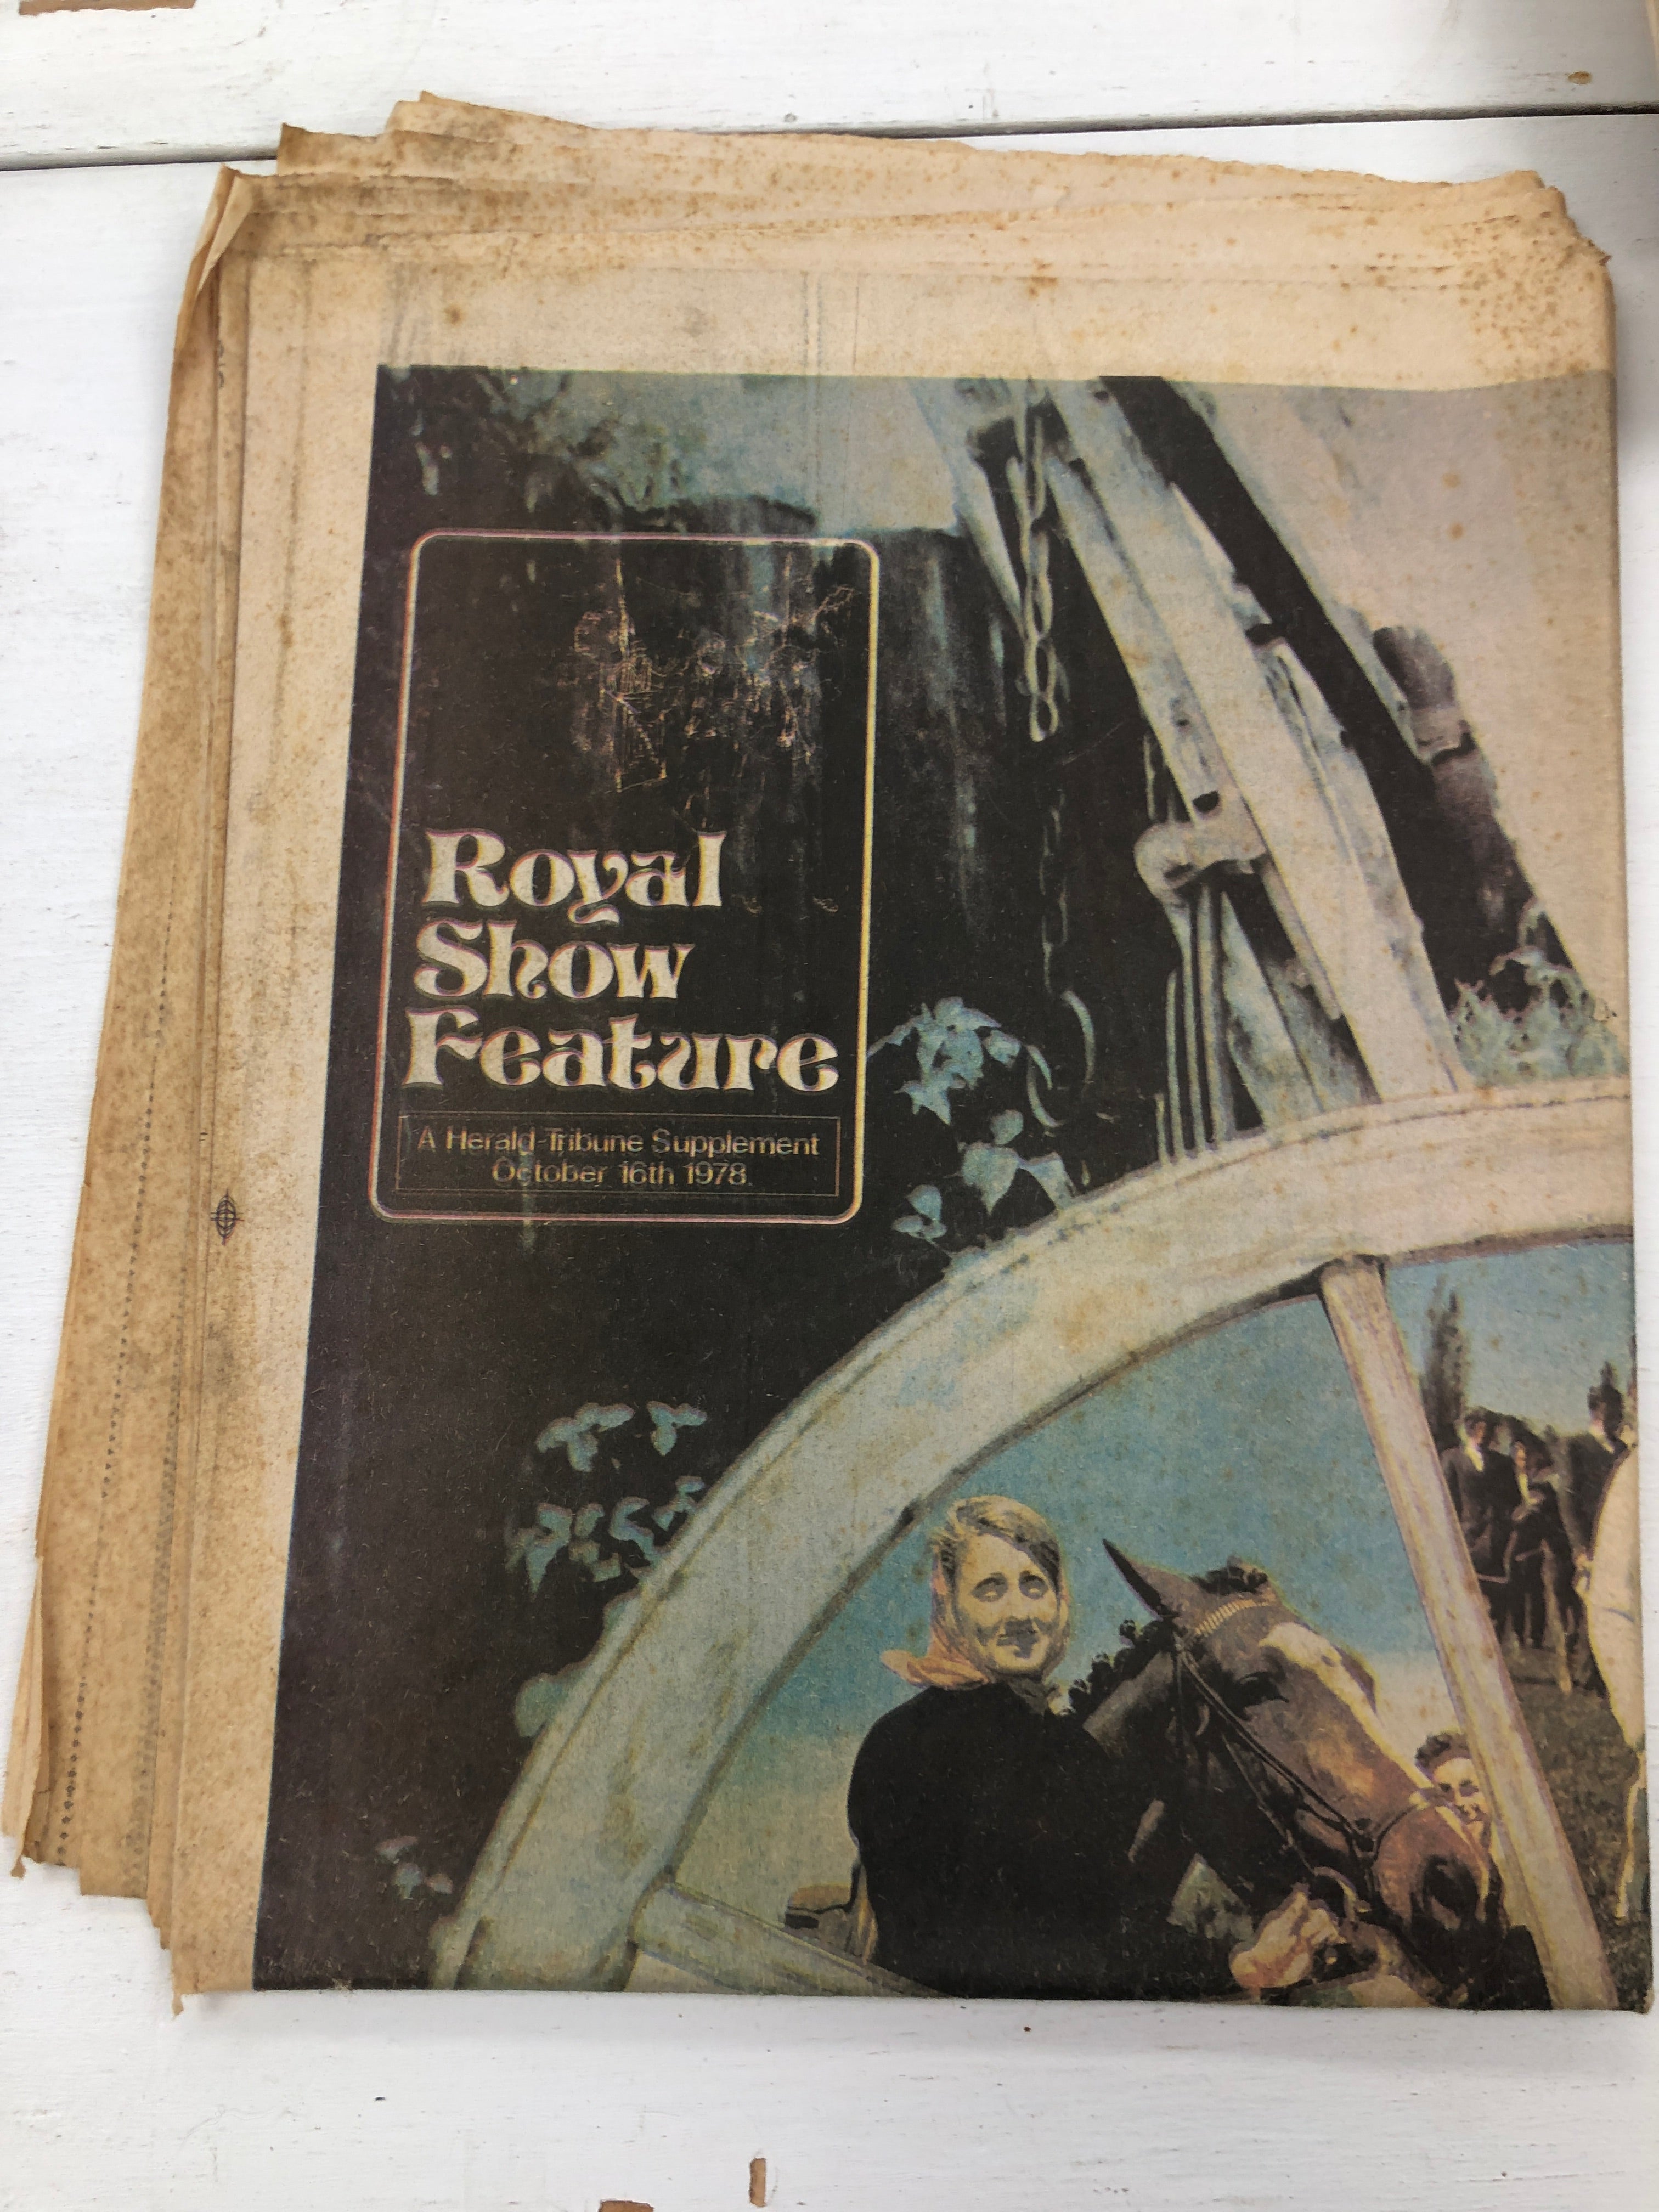 Royal
Show
Feature
A Herald-Tribune Supplement
October 16th 1978.